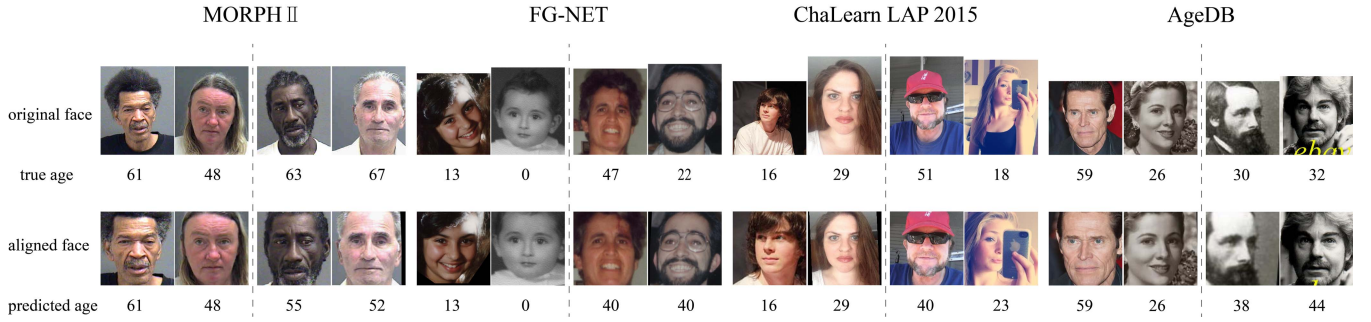 MORPH Ⅱ FG-NET ChaLearn LAP 2015 AgeDB
original face
ebay
true age 61 48 63 67 13 0 47 22 16 29 51 18 59 26 30 32
aligned face
predicted age 61 48 55 52 13 0 40 40 16 29 40 23 59 26 38 44